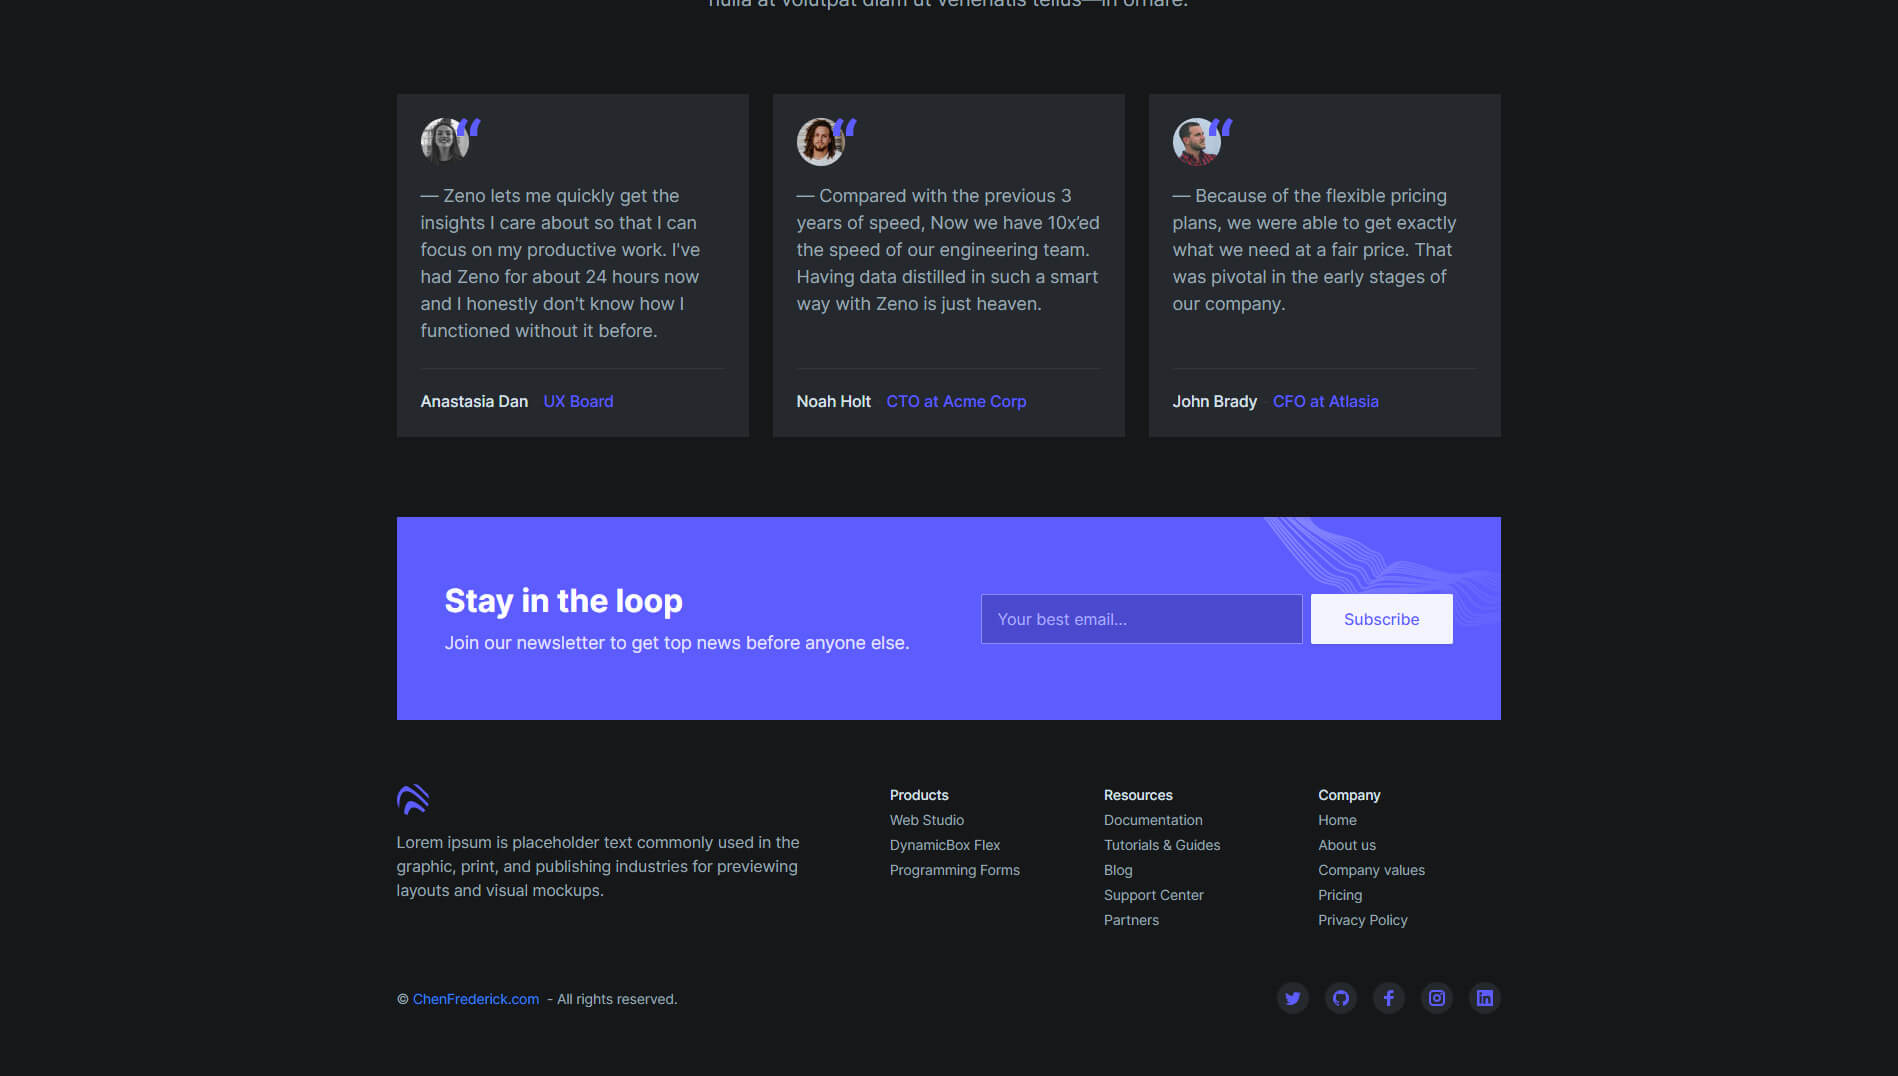 nulla at volutpat diam ut venenatis tellus—in ornare.
— Zeno lets me quickly get the
insights I care about so that I can
focus on my productive work. I've
had Zeno for about 24 hours now
and I honestly don't know how I
functioned without it before.
Anastasia Dan - UX Board
— Compared with the previous 3
years of speed, Now we have 10x’ed
the speed of our engineering team.
Having data distilled in such a smart
way with Zeno is just heaven.
Noah Holt - CTO at Acme Corp
— Because of the flexible pricing
plans, we were able to get exactly
what we need at a fair price. That
was pivotal in the early stages of
our company.
John Brady - CFO at Atlasia
Stay in the loop
Join our newsletter to get top news before anyone else.
Your best email...
Subscribe
Lorem ipsum is placeholder text commonly used in the
graphic, print, and publishing industries for previewing
layouts and visual mockups.
Products
Web Studio
DynamicBox Flex
Programming Forms
Resources
Documentation
Tutorials & Guides
Blog
Support Center
Partners
Company
Home
About us
Company values
Pricing
Privacy Policy
© ChenFrederick.com - All rights reserved.